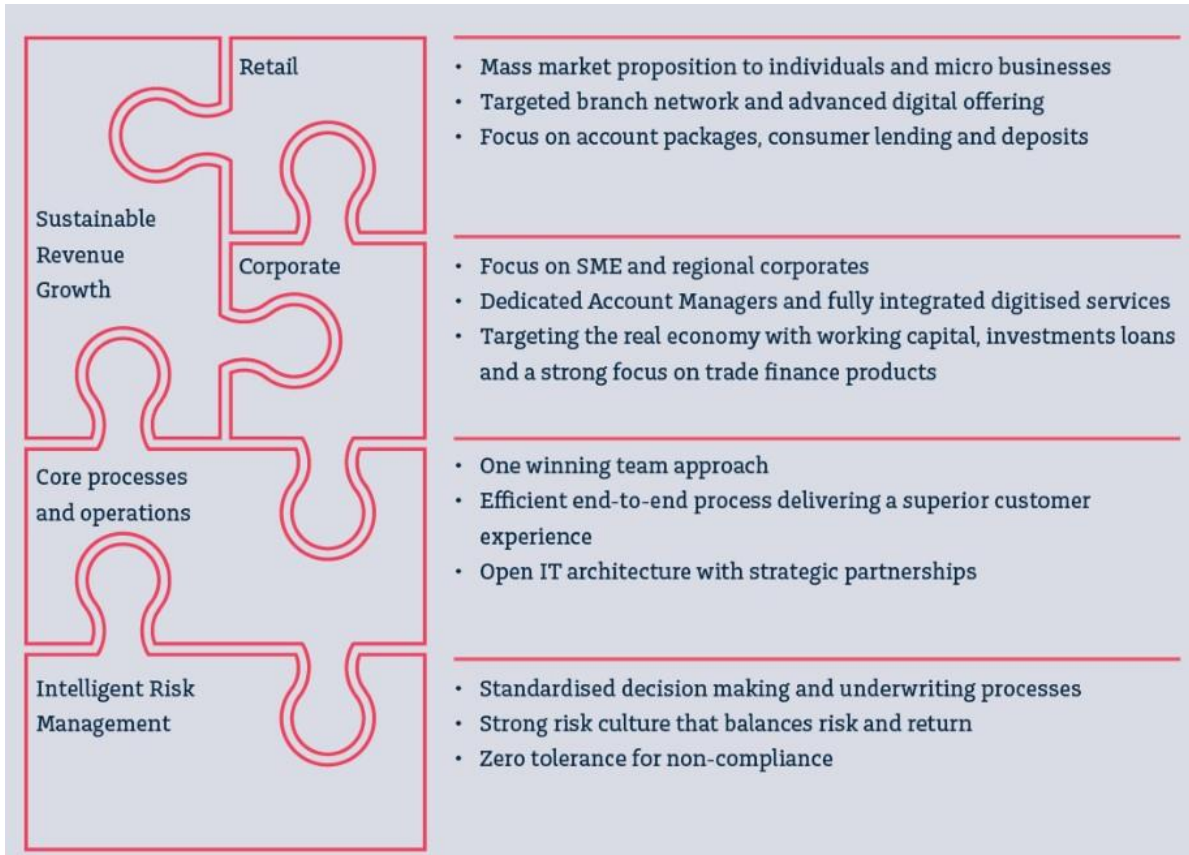 Retail
• Mass market proposition to individuals and micro businesses
• Targeted branch network and advanced digital offering
• Focus on account packages, consumer lending and deposits
Sustainable
Revenue
Growth
Corporate
• Focus on SME and regional corporates
• Dedicated Account Managers and fully integrated digitised services
• Targeting the real economy with working capital, investments loans
and a strong focus on trade finance products
Core processes
and operations
• One winning team approach
• Efficient end-to-end process delivering a superior customer
experience
• Open IT architecture with strategic partnerships
Intelligent Risk
Management
• Standardised decision making and underwriting processes
• Strong risk culture that balances risk and return
• Zero tolerance for non-compliance